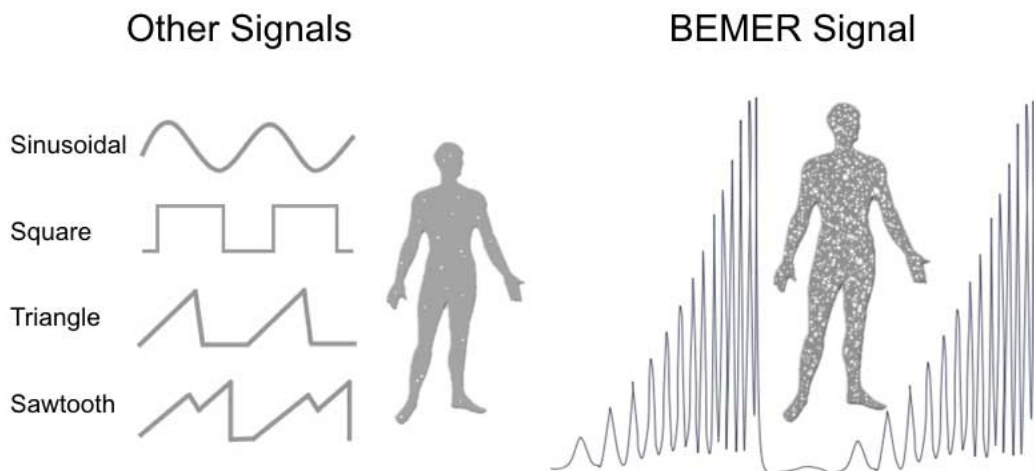 Other Signals
BEMER Signal
Sinusoidal
Square
Triangle
Sawtooth